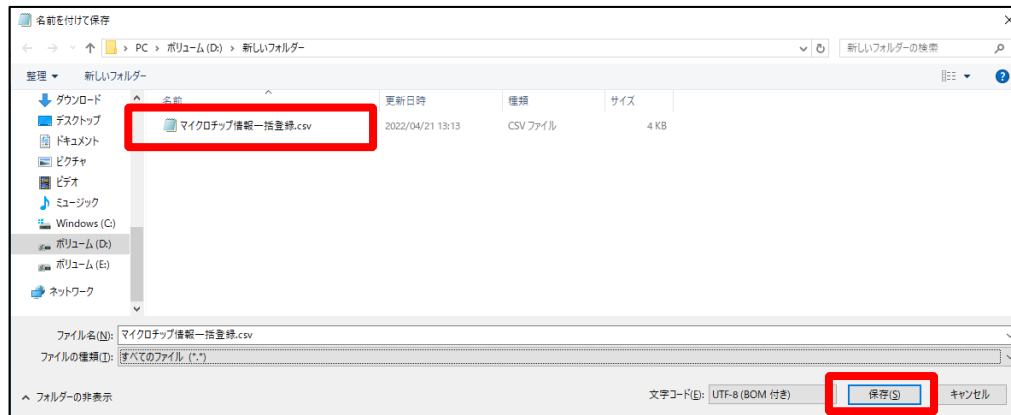 名前を付けて保存
PC › ボリューム (D:) › 新しいフォルダー
新しいフォルダーの検索
整理 新しいフォルダー
ダウンロード
デスクトップ
ドキュメント
ピクチャ
ビデオ
ミュージック
Windows (C:)
ボリューム (D:)
ボリューム (E:)
ネットワーク
名前 更新日時 種類 サイズ
マイクロチップ情報一括登録.csv 2022/04/21 13:13 CSV ファイル 4 KB
ファイル名(N): マイクロチップ情報一括登録.csv
ファイルの種類(T): すべてのファイル (*.*)
フォルダーの非表示
文字コード(E): UTF-8 (BOM 付き) 保存(S) キャンセル